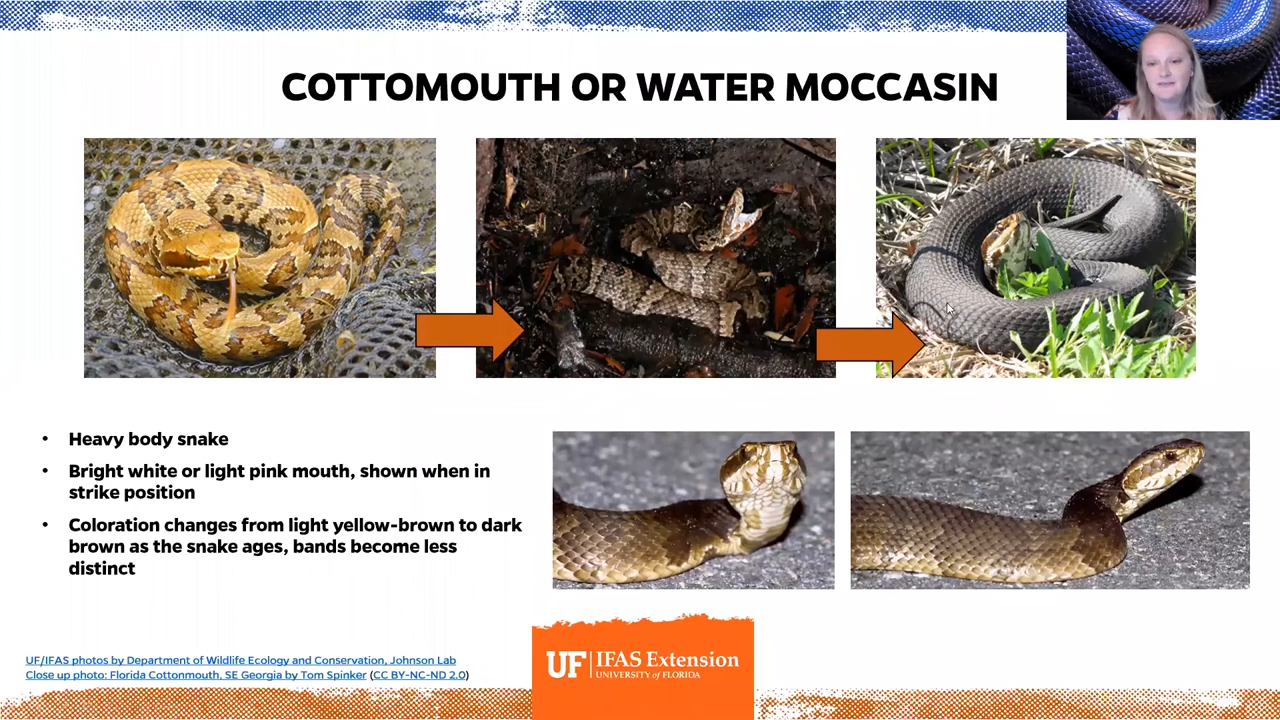 COTTOMOUTH OR WATER MOCCASIN
• Heavy body snake
• Bright white or light pink mouth, shown when in
strike position
• Coloration changes from light yellow-brown to dark
brown as the snake ages, bands become less
distinct
UF/IFAS photos by Department of Wildlife Ecology and Conservation, Johnson Lab
Close up photo: Florida Cottonmouth, SE Georgia by Tom Spinker (CC BY-NC-ND 2.0)
UF IFAS Extension
UNIVERSITY of FLORIDA